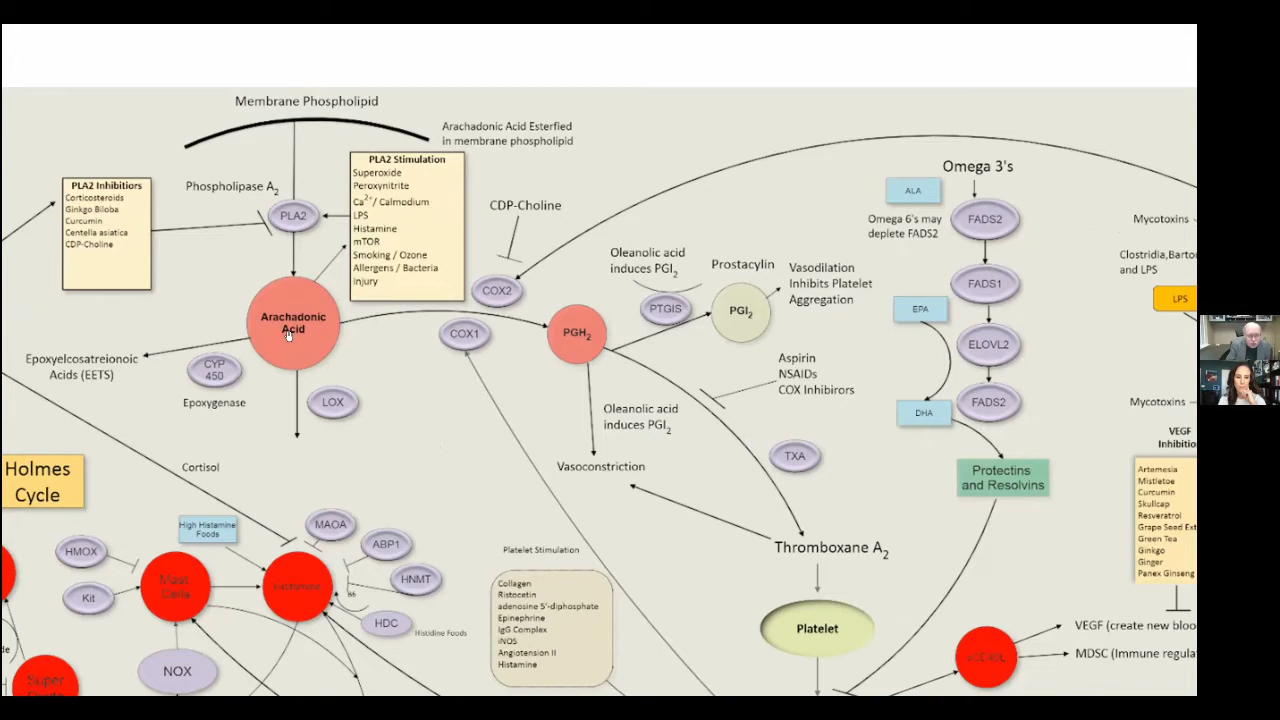 Membrane Phospholipid
Arachadonic Acid Esterfied
in membrane phospholipid
PLA2 Inhibitiors
Corticosteroids
Ginkgo Biloba
Curcumin
Centella asiatica
CDP-Choline
Phospholipase A2
PLA2
PLA2 Stimulation
Superoxide
Peroxynitrite
Ca2+/ Calmodium
LPS
Histamine
mTOR
Smoking / Ozone
Allergens / Bacteria
Injury
CDP-Choline
COX2
COX1
Arachadonic
Acid
Epoxyelcosatreionoic
Acids (EETS)
CYP
450
Epoxygenase
LOX
PGH2
Oleanolic acid
induces PGI2
PTGIS
Prostacylin
PGI2
Vasodilation
Inhibits Platelet
Aggregation
Aspirin
NSAIDs
COX Inhibirors
Oleanolic acid
induces PGI2
Vasoconstriction
TXA
Thromboxane A2
Platelet
Omega 3's
ALA
Omega 6's may
deplete FADS2
FADS2
FADS1
EPA
ELOVL2
FADS2
DHA
Protectins
and Resolvins
Mycotoxins
Clostridia,Barto
and LPS
LPS
Mycotoxins
VEGF
Inhibitio
Artemesia
Mistletoe
Curcumin
Skullcap
Resveratrol
Grape Seed Ext
Green Tea
Ginkgo
Ginger
Panex Ginseng
VEGF (create new bloo
MDSC (Immune regula
Holmes
Cycle
Cortisol
High Histamine
Foods
MAOA
ABP1
HNMT
B6
HDC
Histidine Foods
HMOX
Kit
Mast
Cells
Histamine
NOX
Super
Platelet Stimulation
Collagen
Ristocetin
adenosine 5'-diphosphate
Epinephrine
IgG Complex
iNOS
Angiotension II
Histamine